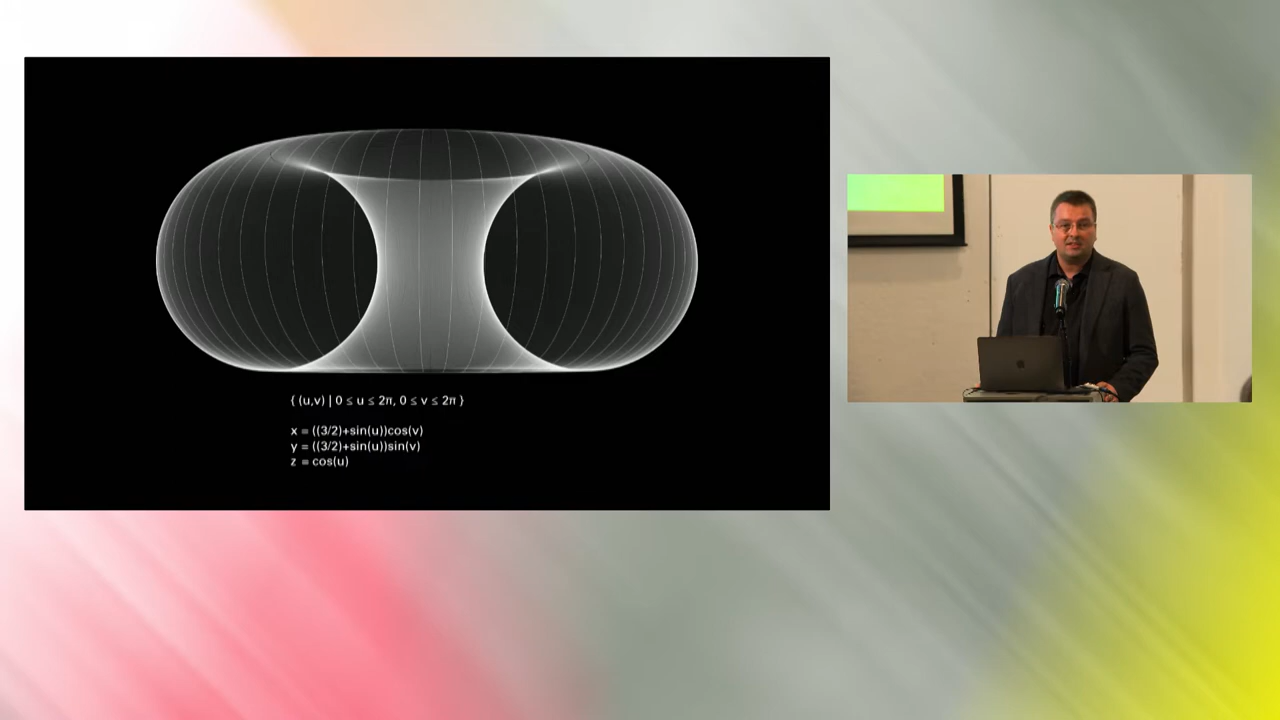 { (u,v) | 0 ≤ u ≤ 2π, 0 ≤ v ≤ 2π }
x = ((3/2)+sin(u))cos(v)
y = ((3/2)+sin(u))sin(v)
z = cos(u)